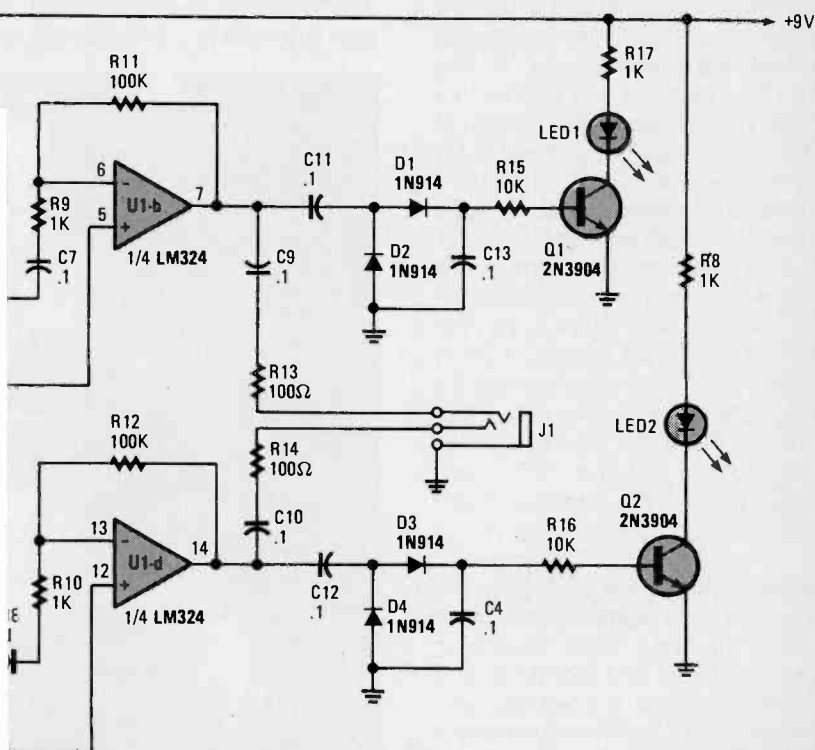 +9V
R11
100K
R17
1K
LED1
C11
.1
D1
1N914
R15
10K
6
7
5
U1-b
-
+
R9
1K
1/4 LM324
C7
.1
C9
.1
D2
1N914
C13
.1
Q1
2N3904
R8
1K
R13
100Ω
R12
100K
J1
R14
100Ω
LED2
C10
.1
D3
1N914
R16
10K
Q2
2N3904
13
14
12
U1-d
-
+
R10
1K
1/4 LM324
C12
.1
D4
1N914
C4
.1